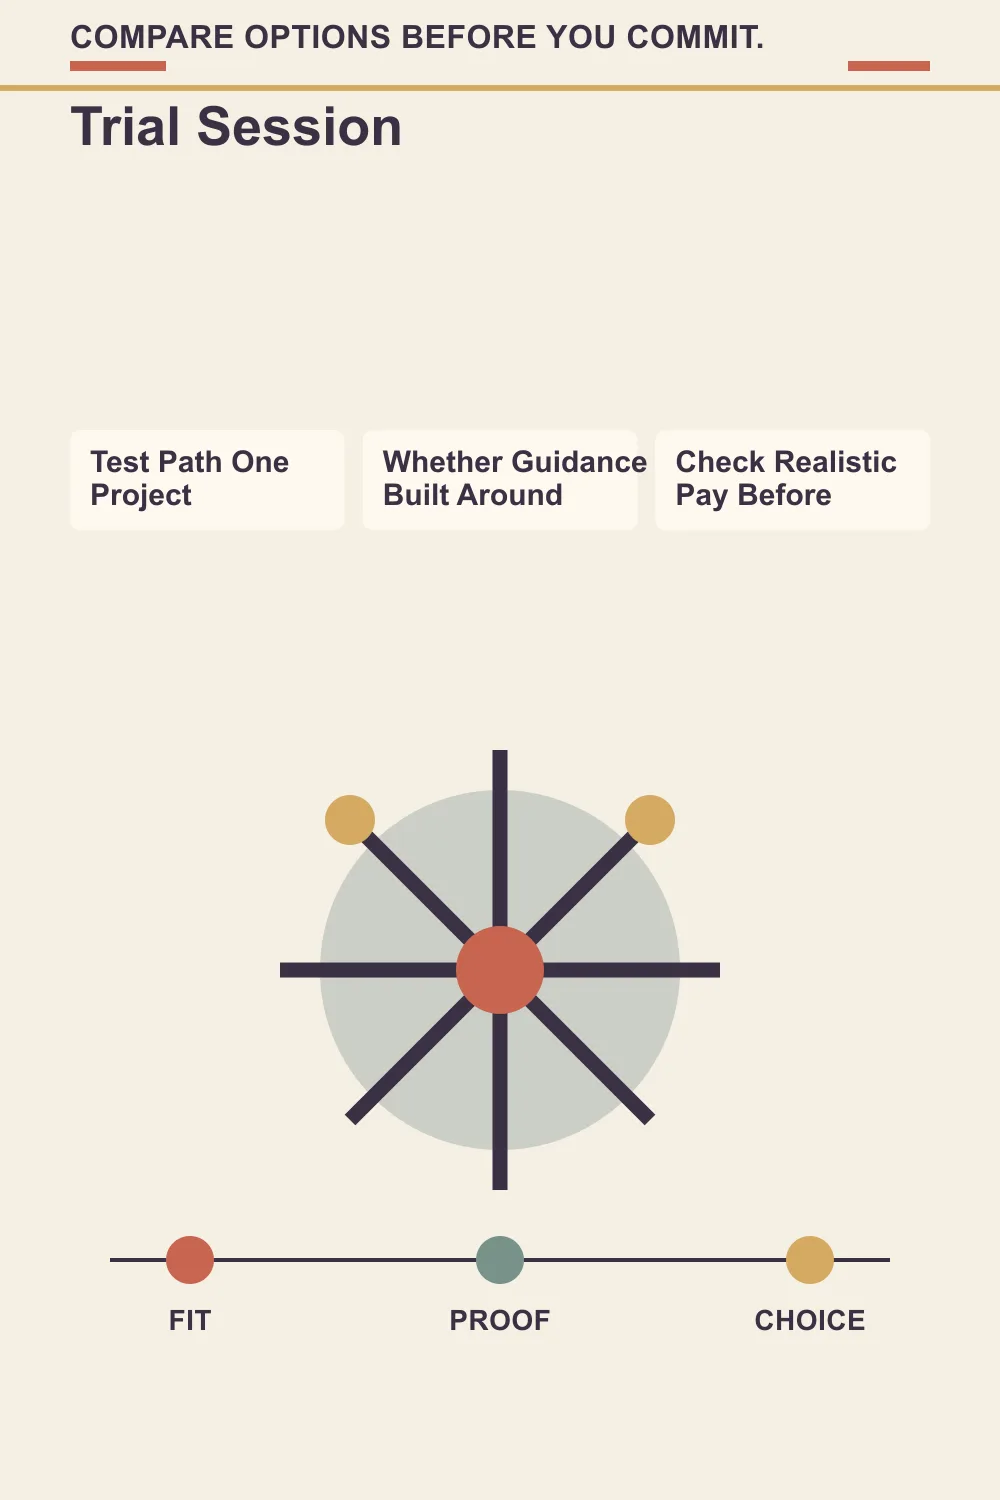 COMPARE OPTIONS BEFORE YOU COMMIT.
Trial Session
Test Path One
Project
Whether Guidance
Built Around
Check Realistic
Pay Before
FIT
PROOF
CHOICE